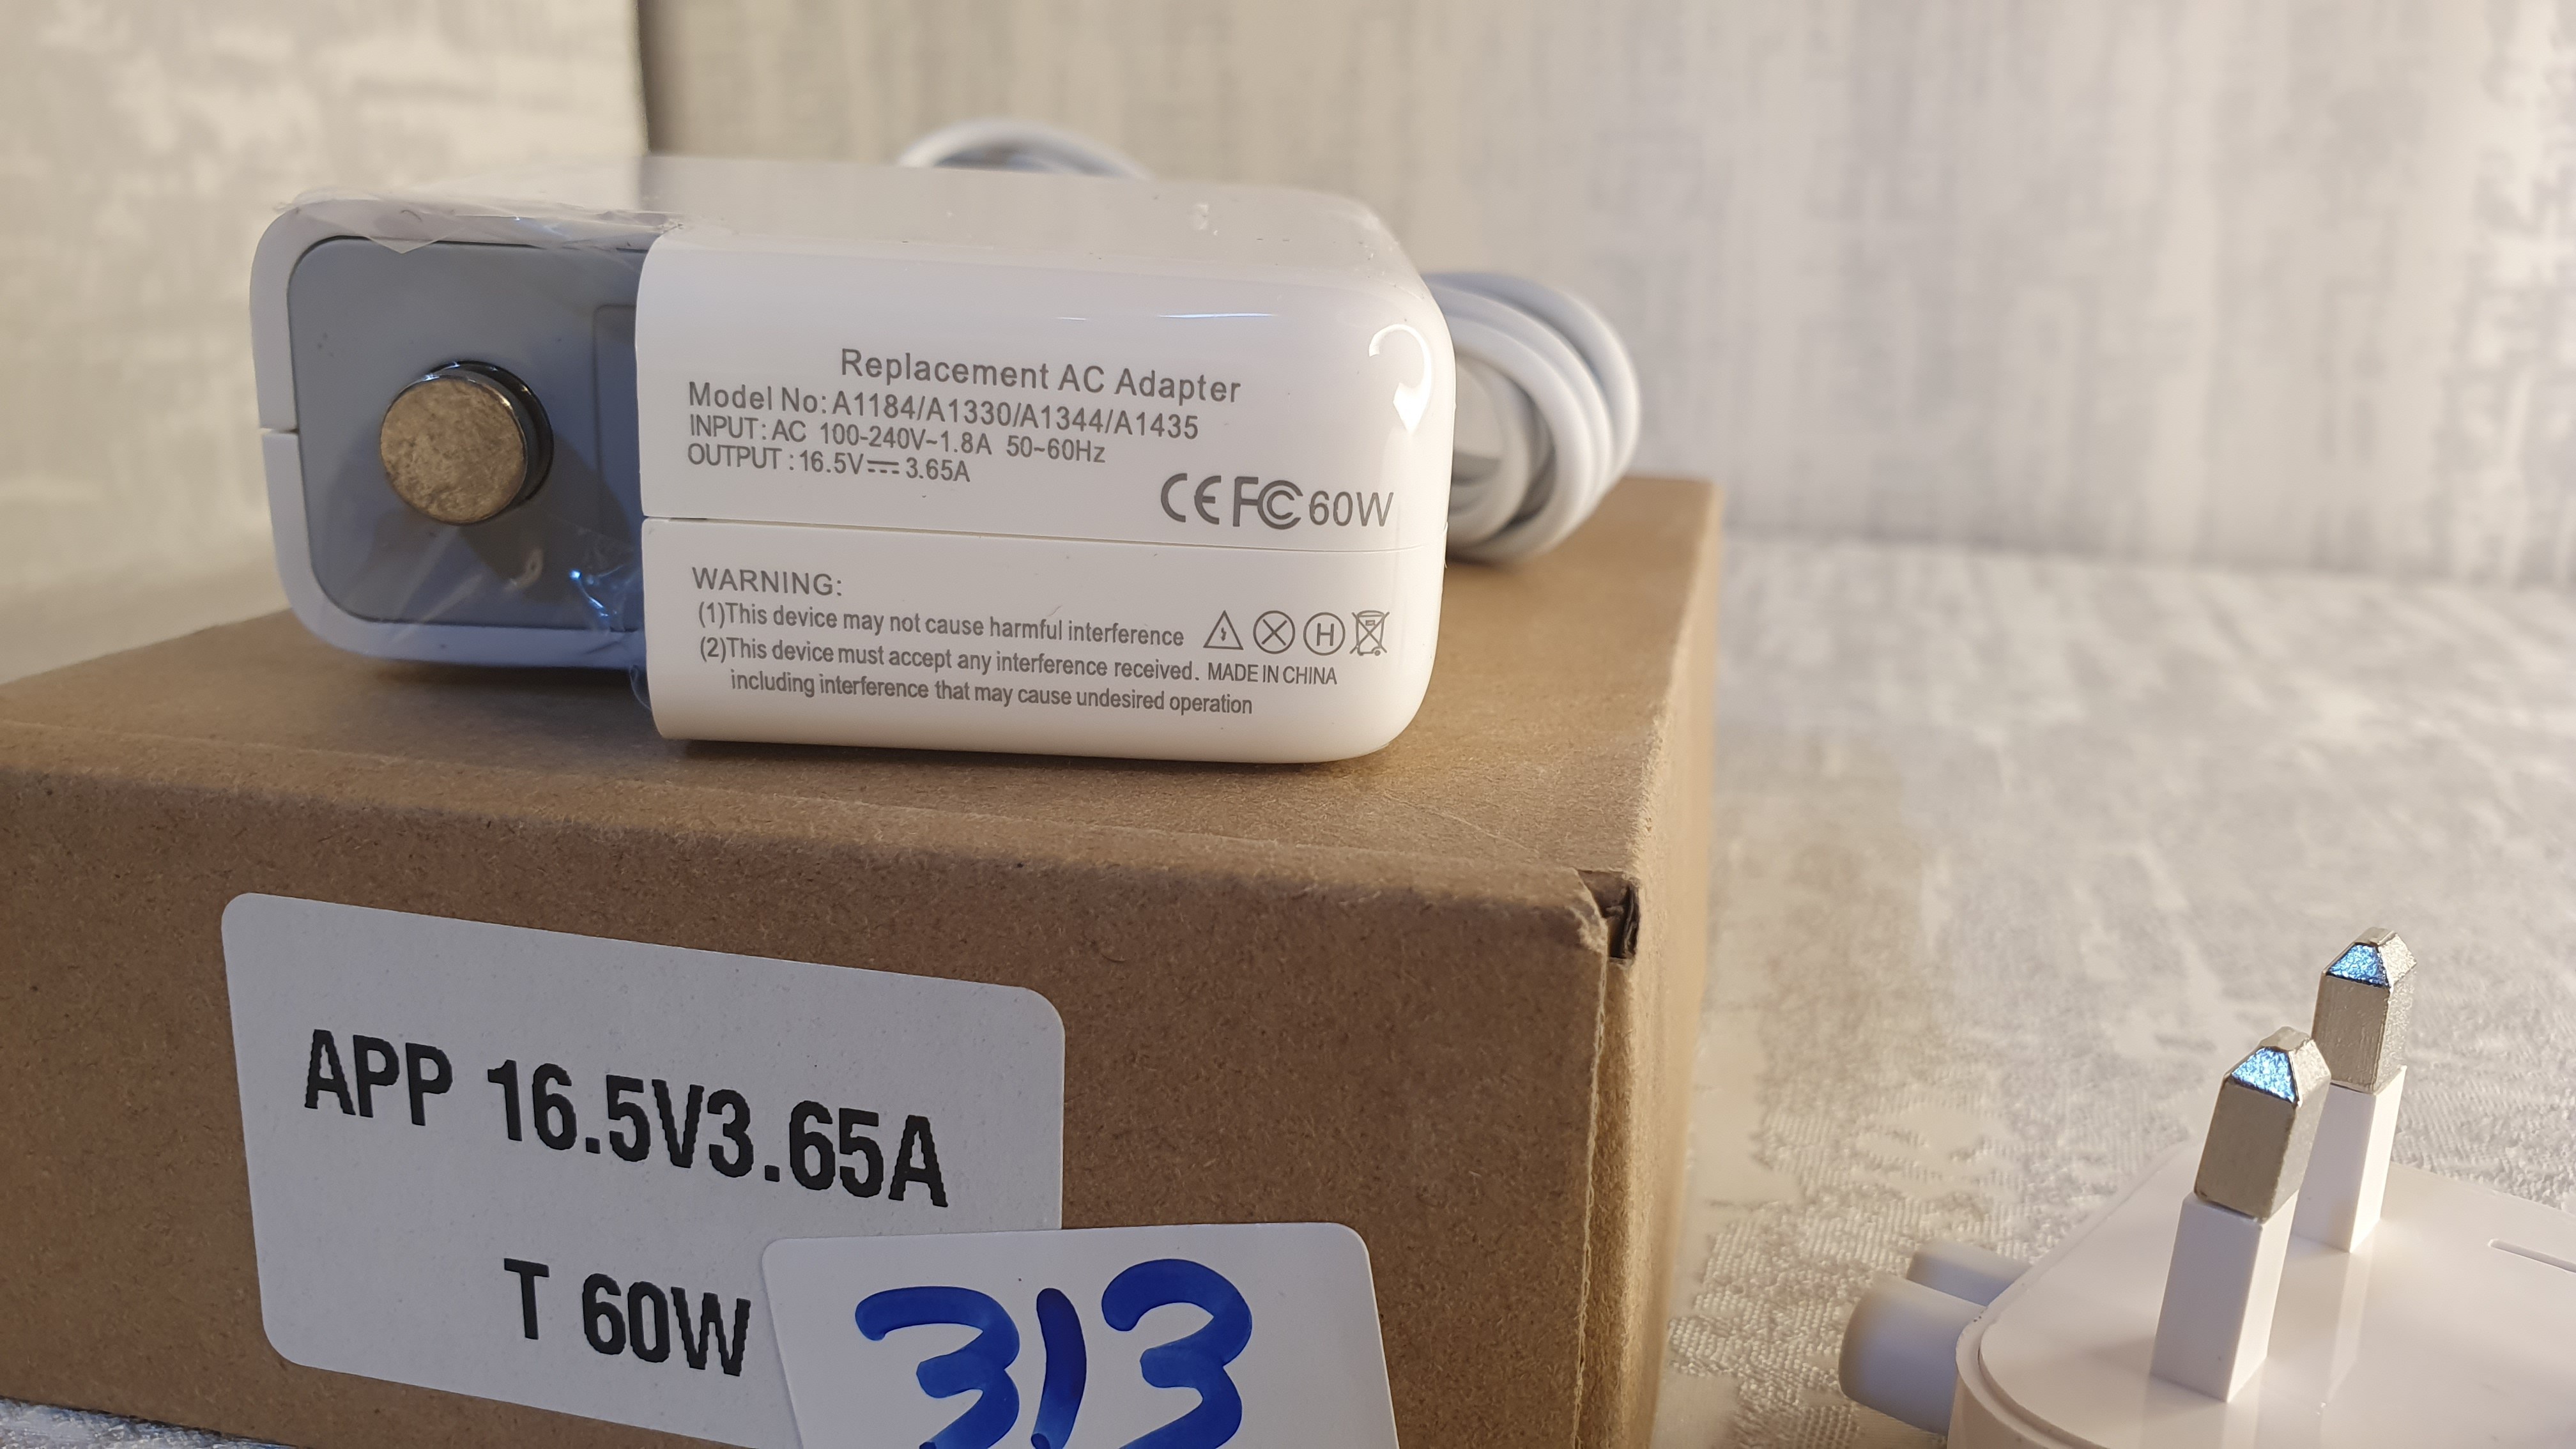 Replacement AC Adapter
Model No: A1184/A1330/A1344/A1435
INPUT: AC 100-240V~1.8A 50~60Hz
OUTPUT : 16.5V⎓3.65A
CE FC 60W
WARNING:
(1)This device may not cause harmful interference
(2)This device must accept any interference received. MADE IN CHINA
including interference that may cause undesired operation
H
APP 16.5V3.65A
T 60W
313